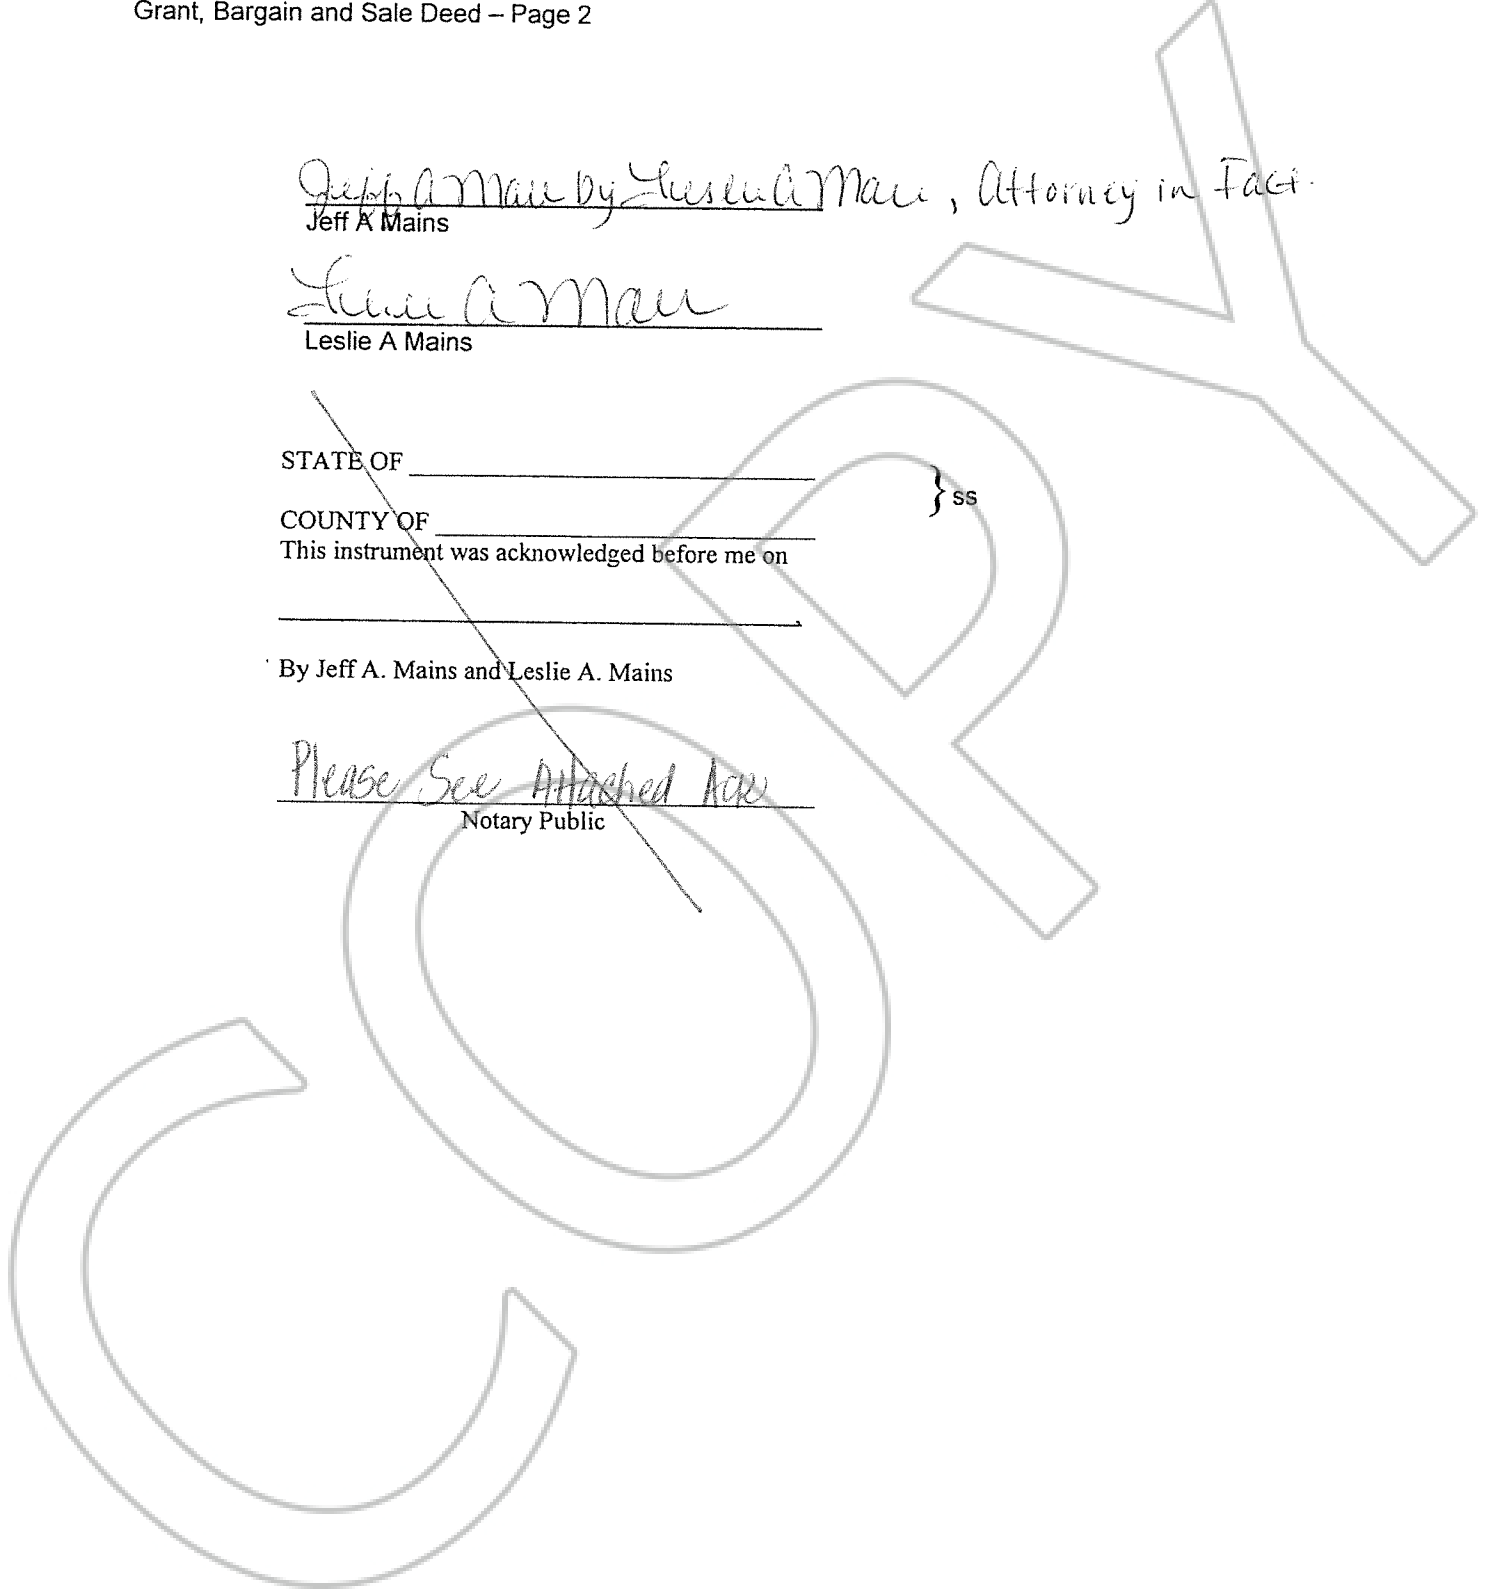 Grant, Bargain and Sale Deed – Page 2
Jeff A Mains by Leslie A Mains, Attorney in Fact.
Jeff A Mains
Leslie A Mains
Leslie A Mains
STATE OF
} ss
COUNTY OF
This instrument was acknowledged before me on
By Jeff A. Mains and Leslie A. Mains
Please See Attached
Notary Public
COPY